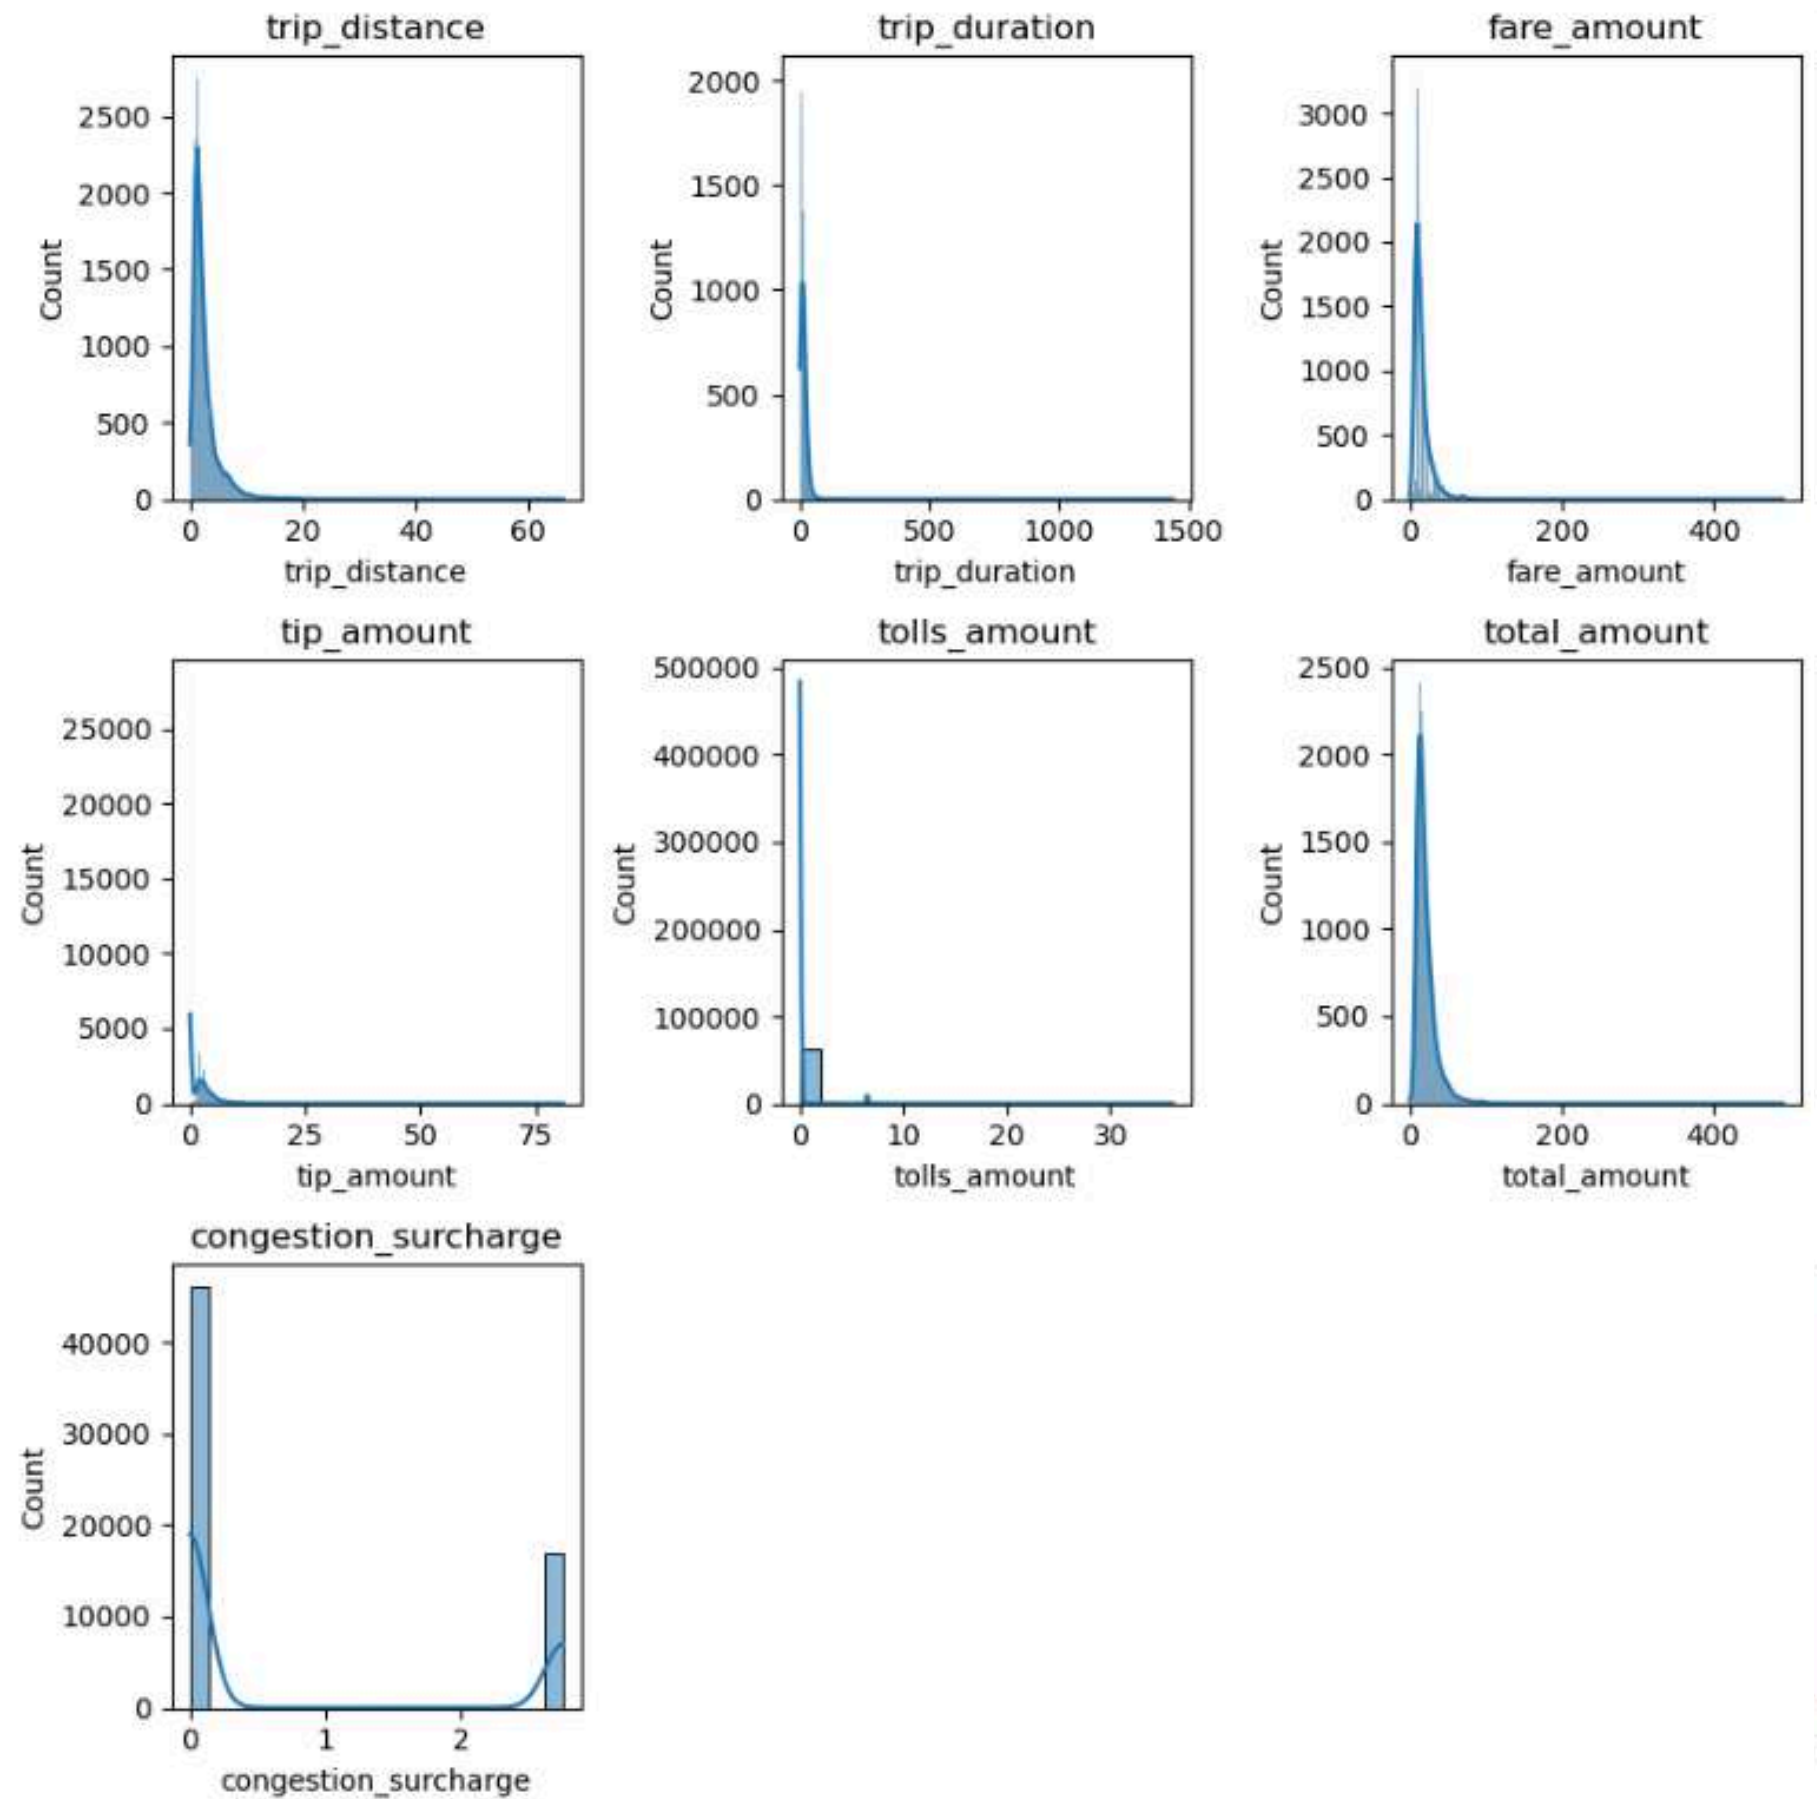 trip_distance
2500
2000
1500
1000
500
0
Count
0 20 40 60
trip_distance
trip_duration
2000
1500
1000
500
0
Count
0 500 1000 1500
trip_duration
fare_amount
3000
2500
2000
1500
1000
500
0
Count
0 200 400
fare_amount
tip_amount
25000
20000
15000
10000
5000
0
Count
0 25 50 75
tip_amount
tolls_amount
500000
400000
300000
200000
100000
0
Count
0 10 20 30
tolls_amount
total_amount
2500
2000
1500
1000
500
0
Count
0 200 400
total_amount
congestion_surcharge
40000
30000
20000
10000
0
Count
0 1 2
congestion_surcharge